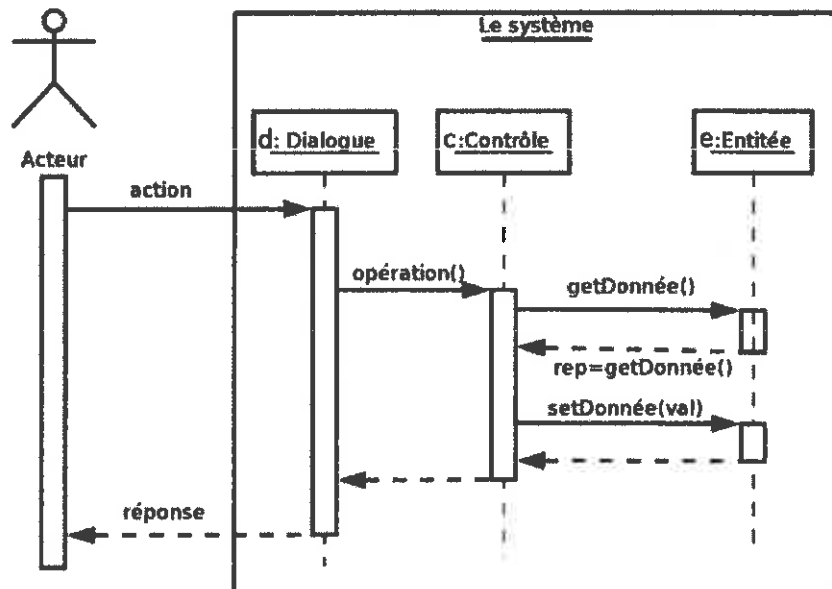 Le système
d: Dialogue
c:Contrôle
e:Entitée
Acteur
action
opération()
getDonnée()
rep=getDonnée()
setDonnée(val)
réponse